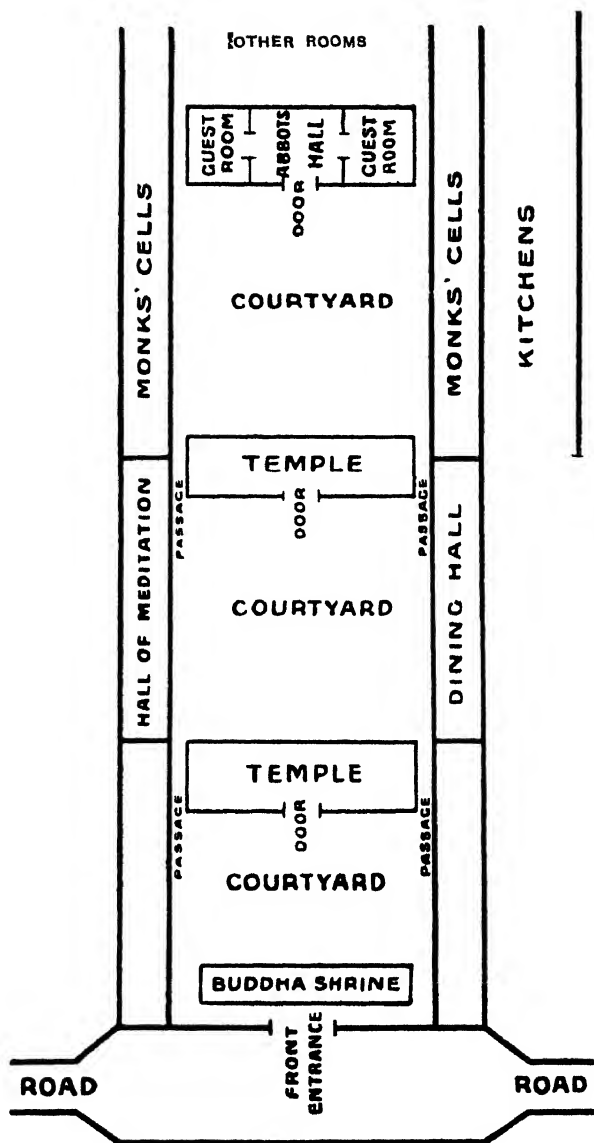 OTHER ROOMS
GUEST
ROOM
ABBOTS
HALL
GUEST
ROOM
DOOR
MONKS' CELLS
MONKS' CELLS
KITCHENS
COURTYARD
TEMPLE
DOOR
PASSAGE
PASSAGE
HALL OF MEDITATION
COURTYARD
DINING HALL
TEMPLE
DOOR
PASSAGE
PASSAGE
COURTYARD
BUDDHA SHRINE
FRONT
ENTRANCE
ROAD
ROAD